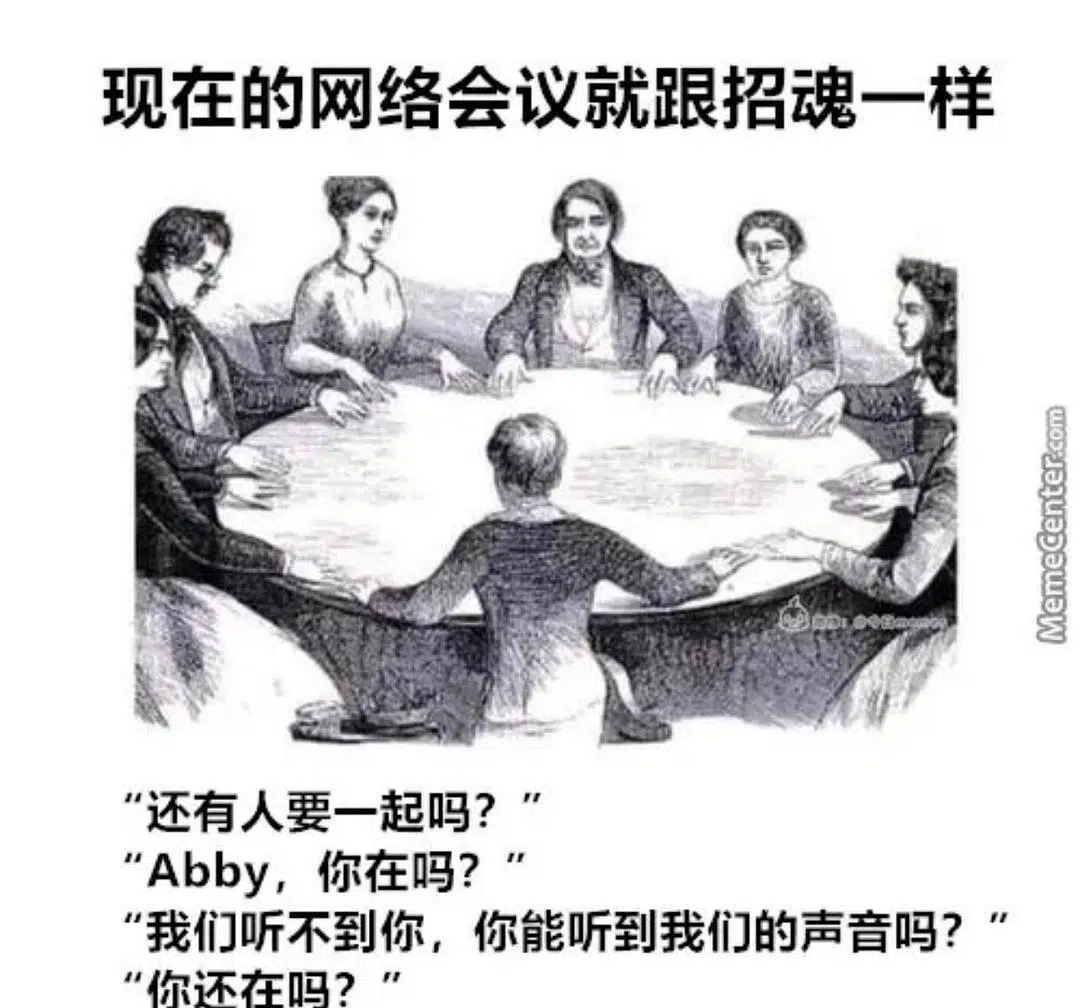 现在的网络会议就跟招魂一样
MemeCenter.com
“还有人要一起吗？”
“Abby，你在吗？”
“我们听不到你，你能听到我们的声音吗？”
“你还在吗？”